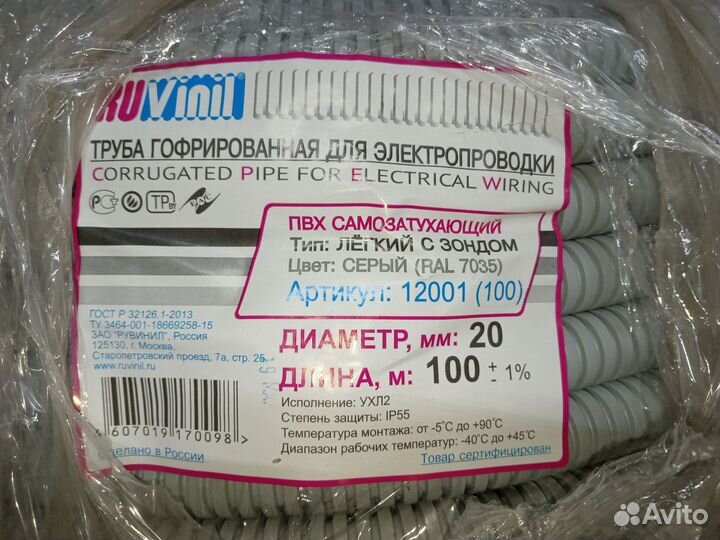 RUvinil®
ТРУБА ГОФРИРОВАННАЯ ДЛЯ ЭЛЕКТРОПРОВОДКИ
CORRUGATED PIPE FOR ELECTRICAL WIRING
ПВХ САМОЗАТУХАЮЩИЙ
Тип: ЛЁГКИЙ С ЗОНДОМ
Цвет: СЕРЫЙ (RAL 7035)
Артикул: 12001 (100)
ГОСТ Р 32126.1-2013
ТУ 3464-001-18669258-15
ЗАО "РУВИНИЛ", Россия
125130, г. Москва,
Старопетровский проезд, 7а, стр. 25,
www.ruvinil.ru
ДИАМЕТР, мм: 20
ДЛИНА, м: 100 ± 1%
Исполнение: УХЛ2
Степень защиты: IP55
Температура монтажа: от -5°С до +90°С
Диапазон рабочих температур: -40°С до +45°С
4 607019 170098 >
Сделано в России
Товар сертифицирован
Avito